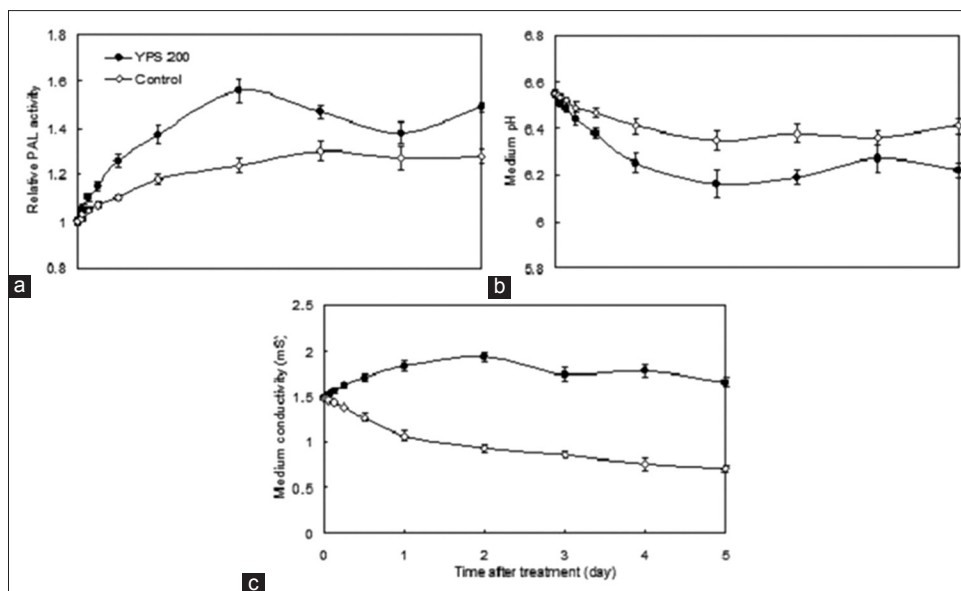 1.8
1.6
1.4
1.2
1
0.8
Relative PAL activity
YPS 200
Control
a
6.8
6.6
6.4
6.2
6
5.8
Medium pH
b
2.5
2
1.5
1
0.5
0
Medium conductivity (mS)
0 1 2 3 4 5
Time after treatment (day)
c